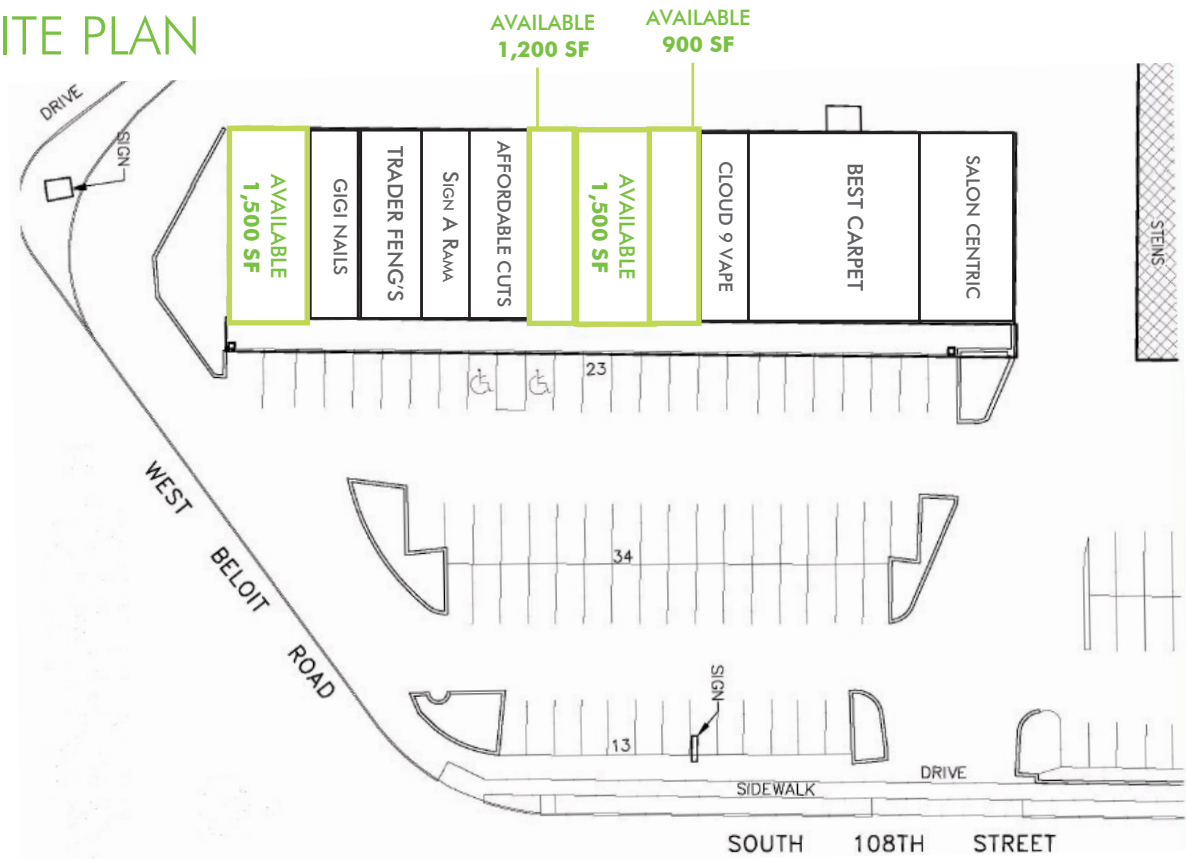 ITE PLAN
AVAILABLE
1,200 SF
AVAILABLE
900 SF
DRIVE
SIGN
AVAILABLE
1,500 SF
GIGI NAILS
TRADER FENG'S
SIGN A RAMA
AFFORDABLE CUTS
AVAILABLE
1,500 SF
CLOUD 9 VAPE
BEST CARPET
SALON CENTRIC
STEINS
23
34
WEST BELOIT ROAD
SIGN
13
DRIVE
SIDEWALK
SOUTH 108TH STREET